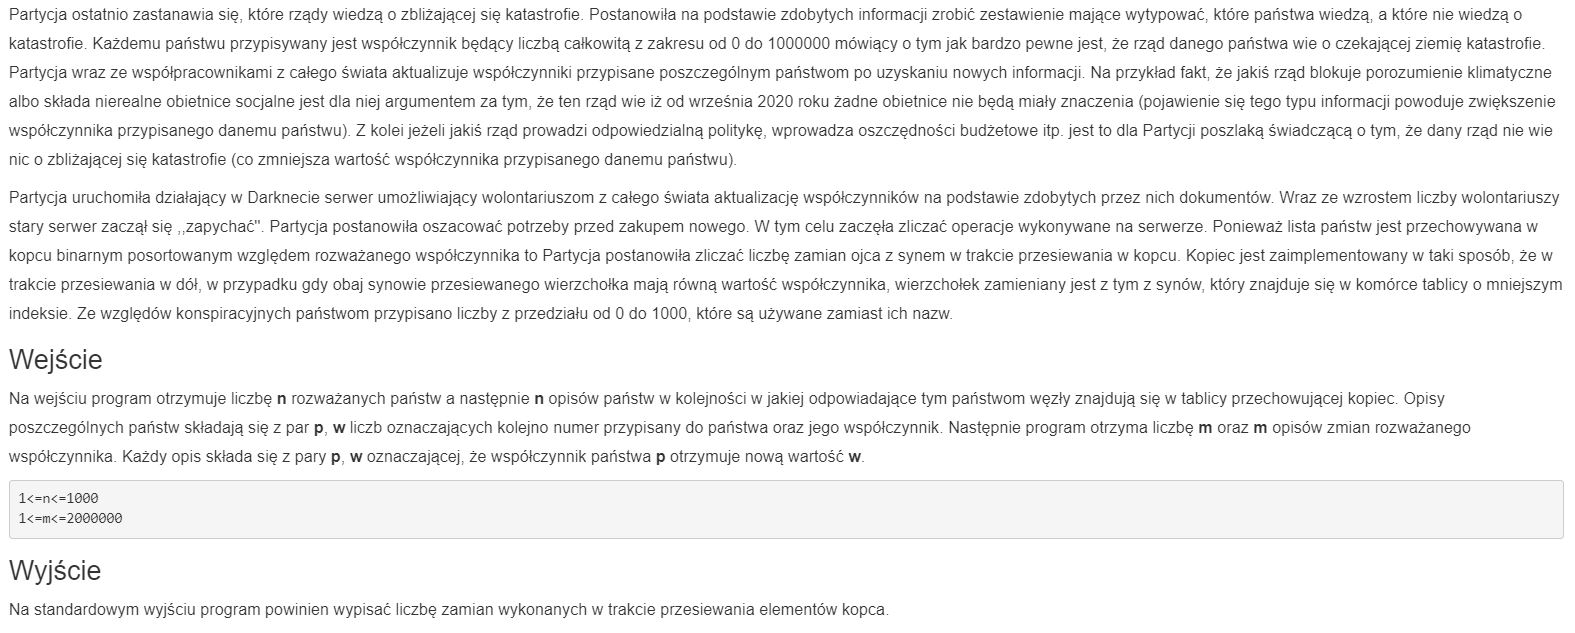 Partycja ostatnio zastanawia się, które rządy wiedzą o zbliżającej się katastrofie. Postanowiła na podstawie zdobytych informacji zrobić zestawienie mające wytypować, które państwa wiedzą, a które nie wiedzą o
katastrofie. Każdemu państwu przypisywany jest współczynnik będący liczbą całkowitą z zakresu od 0 do 1000000 mówiący o tym jak bardzo pewne jest, że rząd danego państwa wie o czekającej ziemię katastrofie.
Partycja wraz ze współpracownikami z całego świata aktualizuje współczynniki przypisane poszczególnym państwom po uzyskaniu nowych informacji. Na przykład fakt, że jakiś rząd blokuje porozumienie klimatyczne
albo składa nierealne obietnice socjalne jest dla niej argumentem za tym, że ten rząd wie iż od września 2020 roku żadne obietnice nie będą miały znaczenia (pojawienie się tego typu informacji powoduje zwiększenie
współczynnika przypisanego danemu państwu). Z kolei jeżeli jakiś rząd prowadzi odpowiedzialną politykę, wprowadza oszczędności budżetowe itp. jest to dla Partycji poszlaką świadczącą o tym, że dany rząd nie wie
nic o zbliżającej się katastrofie (co zmniejsza wartość współczynnika przypisanego danemu państwu).
Partycja uruchomiła działający w Darknecie serwer umożliwiający wolontariuszom z całego świata aktualizację współczynników na podstawie zdobytych przez nich dokumentów. Wraz ze wzrostem liczby wolontariuszy
stary serwer zaczął się ,,zapychać". Partycja postanowiła oszacować potrzeby przed zakupem nowego. W tym celu zaczęła zliczać operacje wykonywane na serwerze. Ponieważ lista państw jest przechowywana w
kopcu binarnym posortowanym względem rozważanego współczynnika to Partycja postanowiła zliczać liczbę zamian ojca z synem w trakcie przesiewania w kopcu. Kopiec jest zaimplementowany w taki sposób, że w
trakcie przesiewania w dół, w przypadku gdy obaj synowie przesiewanego wierzchołka mają równą wartość współczynnika, wierzchołek zamieniany jest z tym z synów, który znajduje się w komórce tablicy o mniejszym
indeksie. Ze względów konspiracyjnych państwom przypisano liczby z przedziału od 0 do 1000, które są używane zamiast ich nazw.
Wejście
Na wejściu program otrzymuje liczbę n rozważanych państw a następnie n opisów państw w kolejności w jakiej odpowiadające tym państwom węzły znajdują się w tablicy przechowującej kopiec. Opisy
poszczególnych państw składają się z par p, w liczb oznaczających kolejno numer przypisany do państwa oraz jego współczynnik. Następnie program otrzyma liczbę m oraz m opisów zmian rozważanego
współczynnika. Każdy opis składa się z pary p, w oznaczającej, że współczynnik państwa p otrzymuje nową wartość w.
1<=n<=1000
1<=m<=2000000
Wyjście
Na standardowym wyjściu program powinien wypisać liczbę zamian wykonanych w trakcie przesiewania elementów kopca.